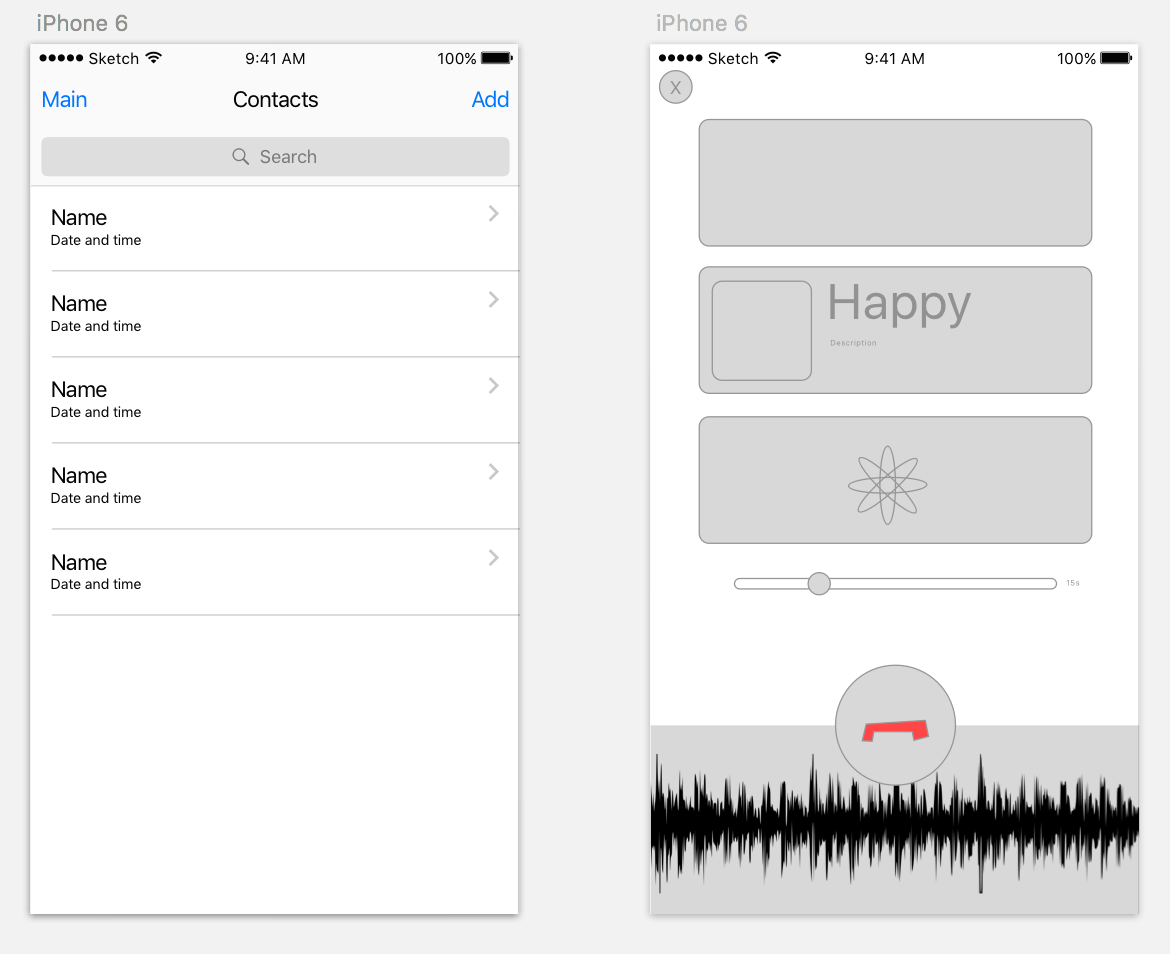 iPhone 6
Sketch 9:41 AM 100%
Main Contacts Add
Search
Name
Date and time
Name
Date and time
Name
Date and time
Name
Date and time
Name
Date and time
iPhone 6
Sketch 9:41 AM 100%
X
Happy
Description
15s